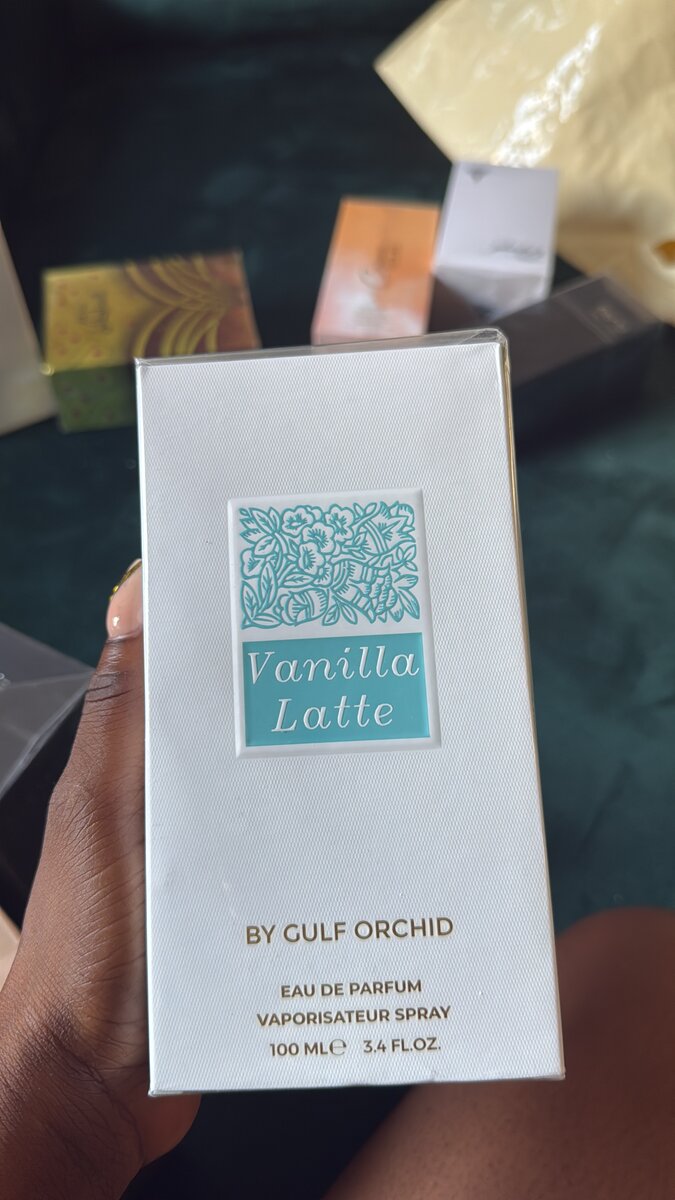 Vanilla
Latte
BY GULF ORCHID
EAU DE PARFUM
VAPORISATEUR SPRAY
100 ML℮ 3.4 FL.OZ.